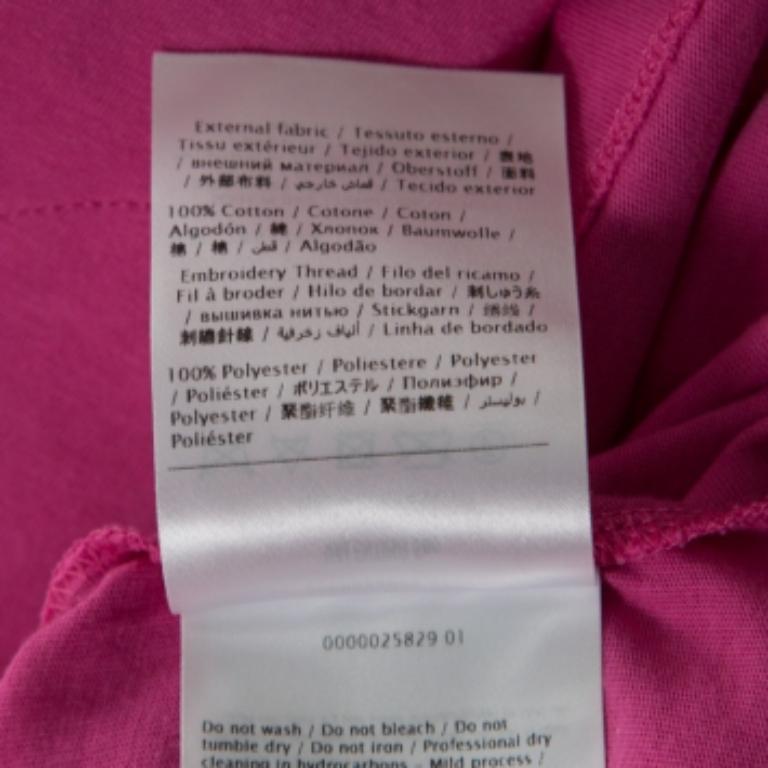 External fabric / Tessuto esterno /
Tissu extérieur / Tejido exterior / 表地
/ внешний материал / Oberstoff / 面料
/ 外部布料 / قماش خارجي / Tecido exterior
100% Cotton / Cotone / Coton /
Algodón / 綿 / Хлопок / Baumwolle /
棉 / 棉 / قطن / Algodão
Embroidery Thread / Filo del ricamo /
Fil à broder / Hilo de bordar / 刺しゅう糸
/ вышивка нитью / Stickgarn / 绣线 /
刺繡針線 / ألياف زخرفية / Linha de bordado
100% Polyester / Poliestere / Polyester
/ Poliéster / ポリエステル / Полиэфир /
Polyester / 聚酯纤维 / 聚酯纖維 / بوليستر /
Poliéster
0000025829 01
Do not wash / Do not bleach / Do not
tumble dry / Do not iron / Professional dry
cleaning in hydrocarbons - Mild process /